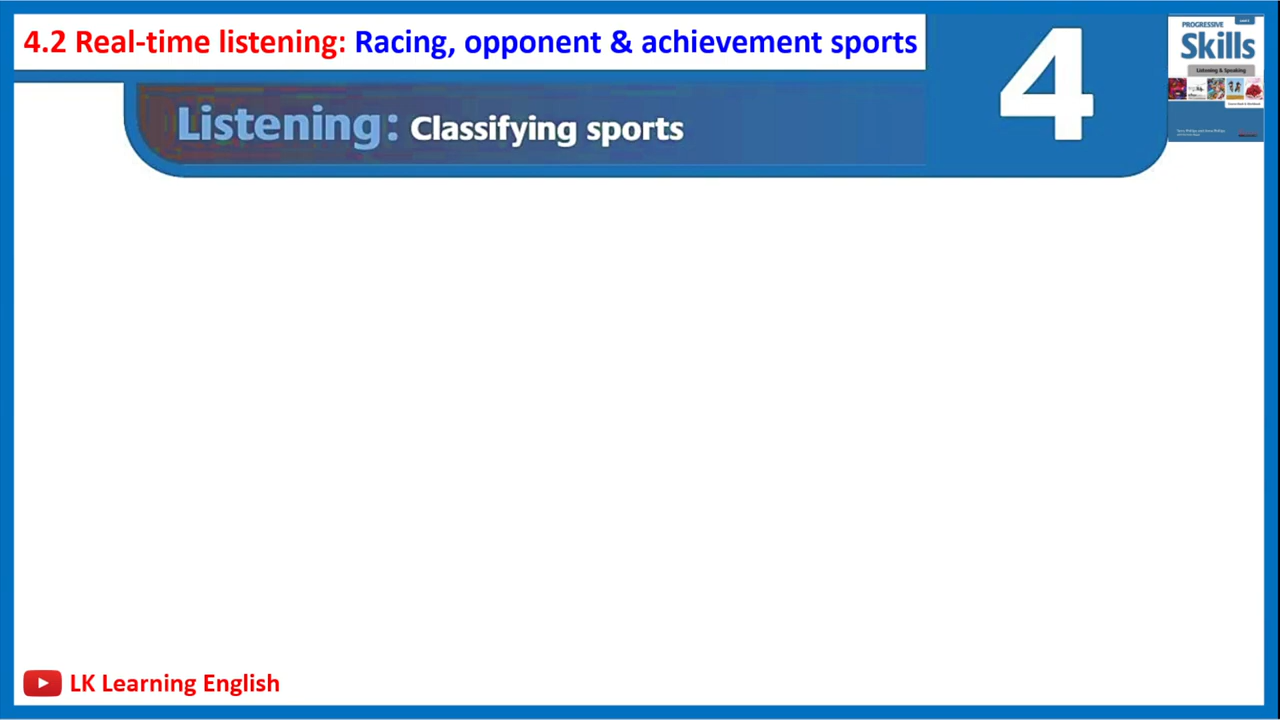 4.2 Real-time listening: Racing, opponent & achievement sports
4
PROGRESSIVE
Skills
Listening & Speaking
Listening: Classifying sports
LK Learning English